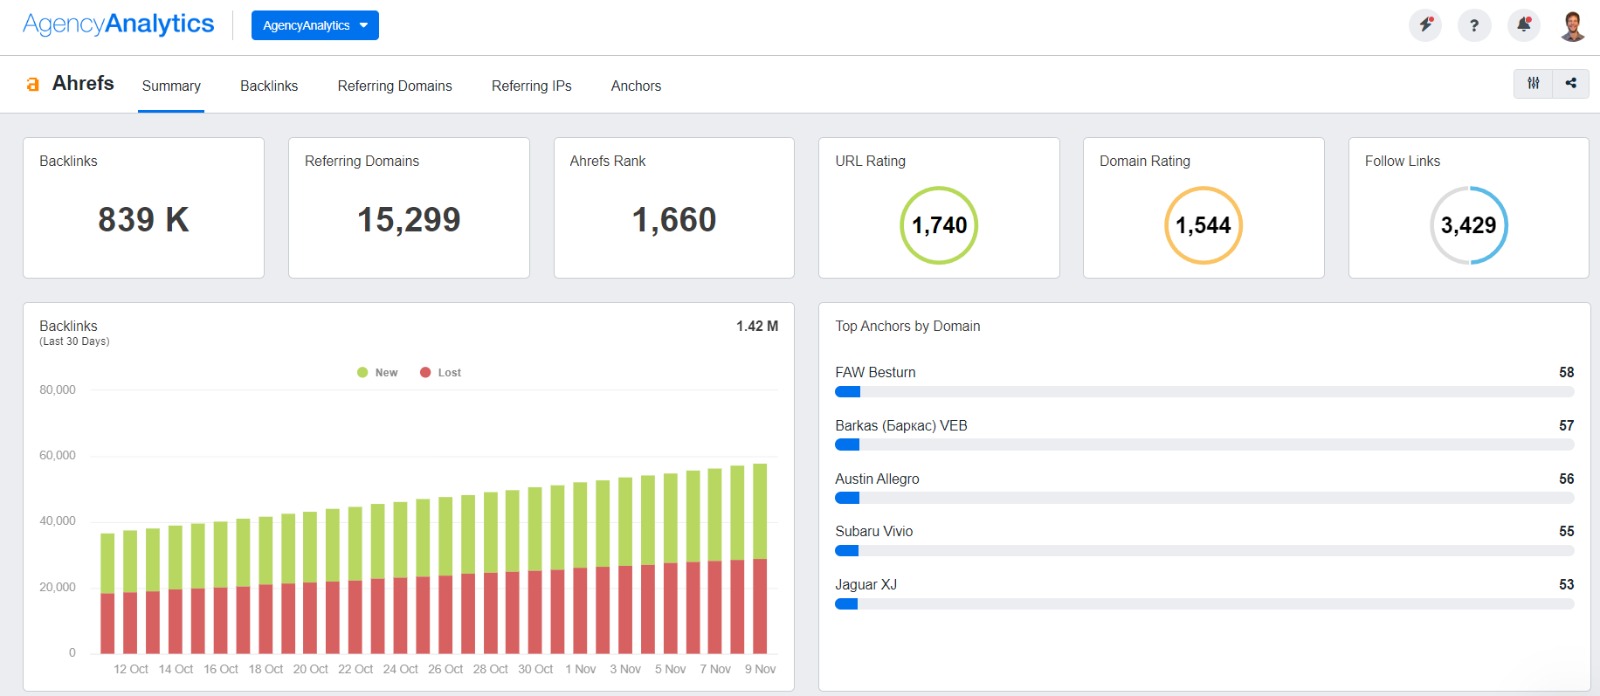 AgencyAnalytics
AgencyAnalytics
?
a Ahrefs
Summary
Backlinks
Referring Domains
Referring IPs
Anchors
Backlinks
839 K
Referring Domains
15,299
Ahrefs Rank
1,660
URL Rating
1,740
Domain Rating
1,544
Follow Links
3,429
Backlinks
(Last 30 Days)
1.42 M
New
Lost
80,000
60,000
40,000
20,000
0
12 Oct 14 Oct 16 Oct 18 Oct 20 Oct 22 Oct 24 Oct 26 Oct 28 Oct 30 Oct 1 Nov 3 Nov 5 Nov 7 Nov 9 Nov
Top Anchors by Domain
FAW Besturn 58
Barkas (Баркас) VEB 57
Austin Allegro 56
Subaru Vivio 55
Jaguar XJ 53